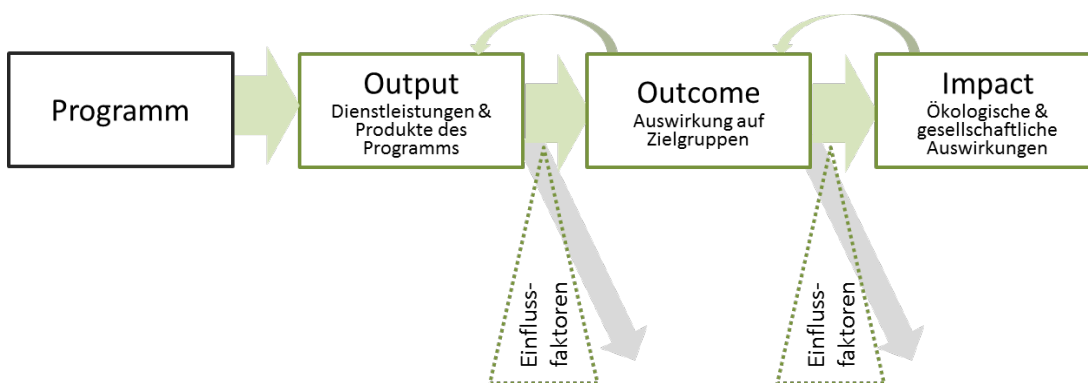 Programm
Output
Dienstleistungen &
Produkte des
Programms
Outcome
Auswirkung auf
Zielgruppen
Impact
Ökologische &
gesellschaftliche
Auswirkungen
Einfluss-
faktoren
Einfluss-
faktoren